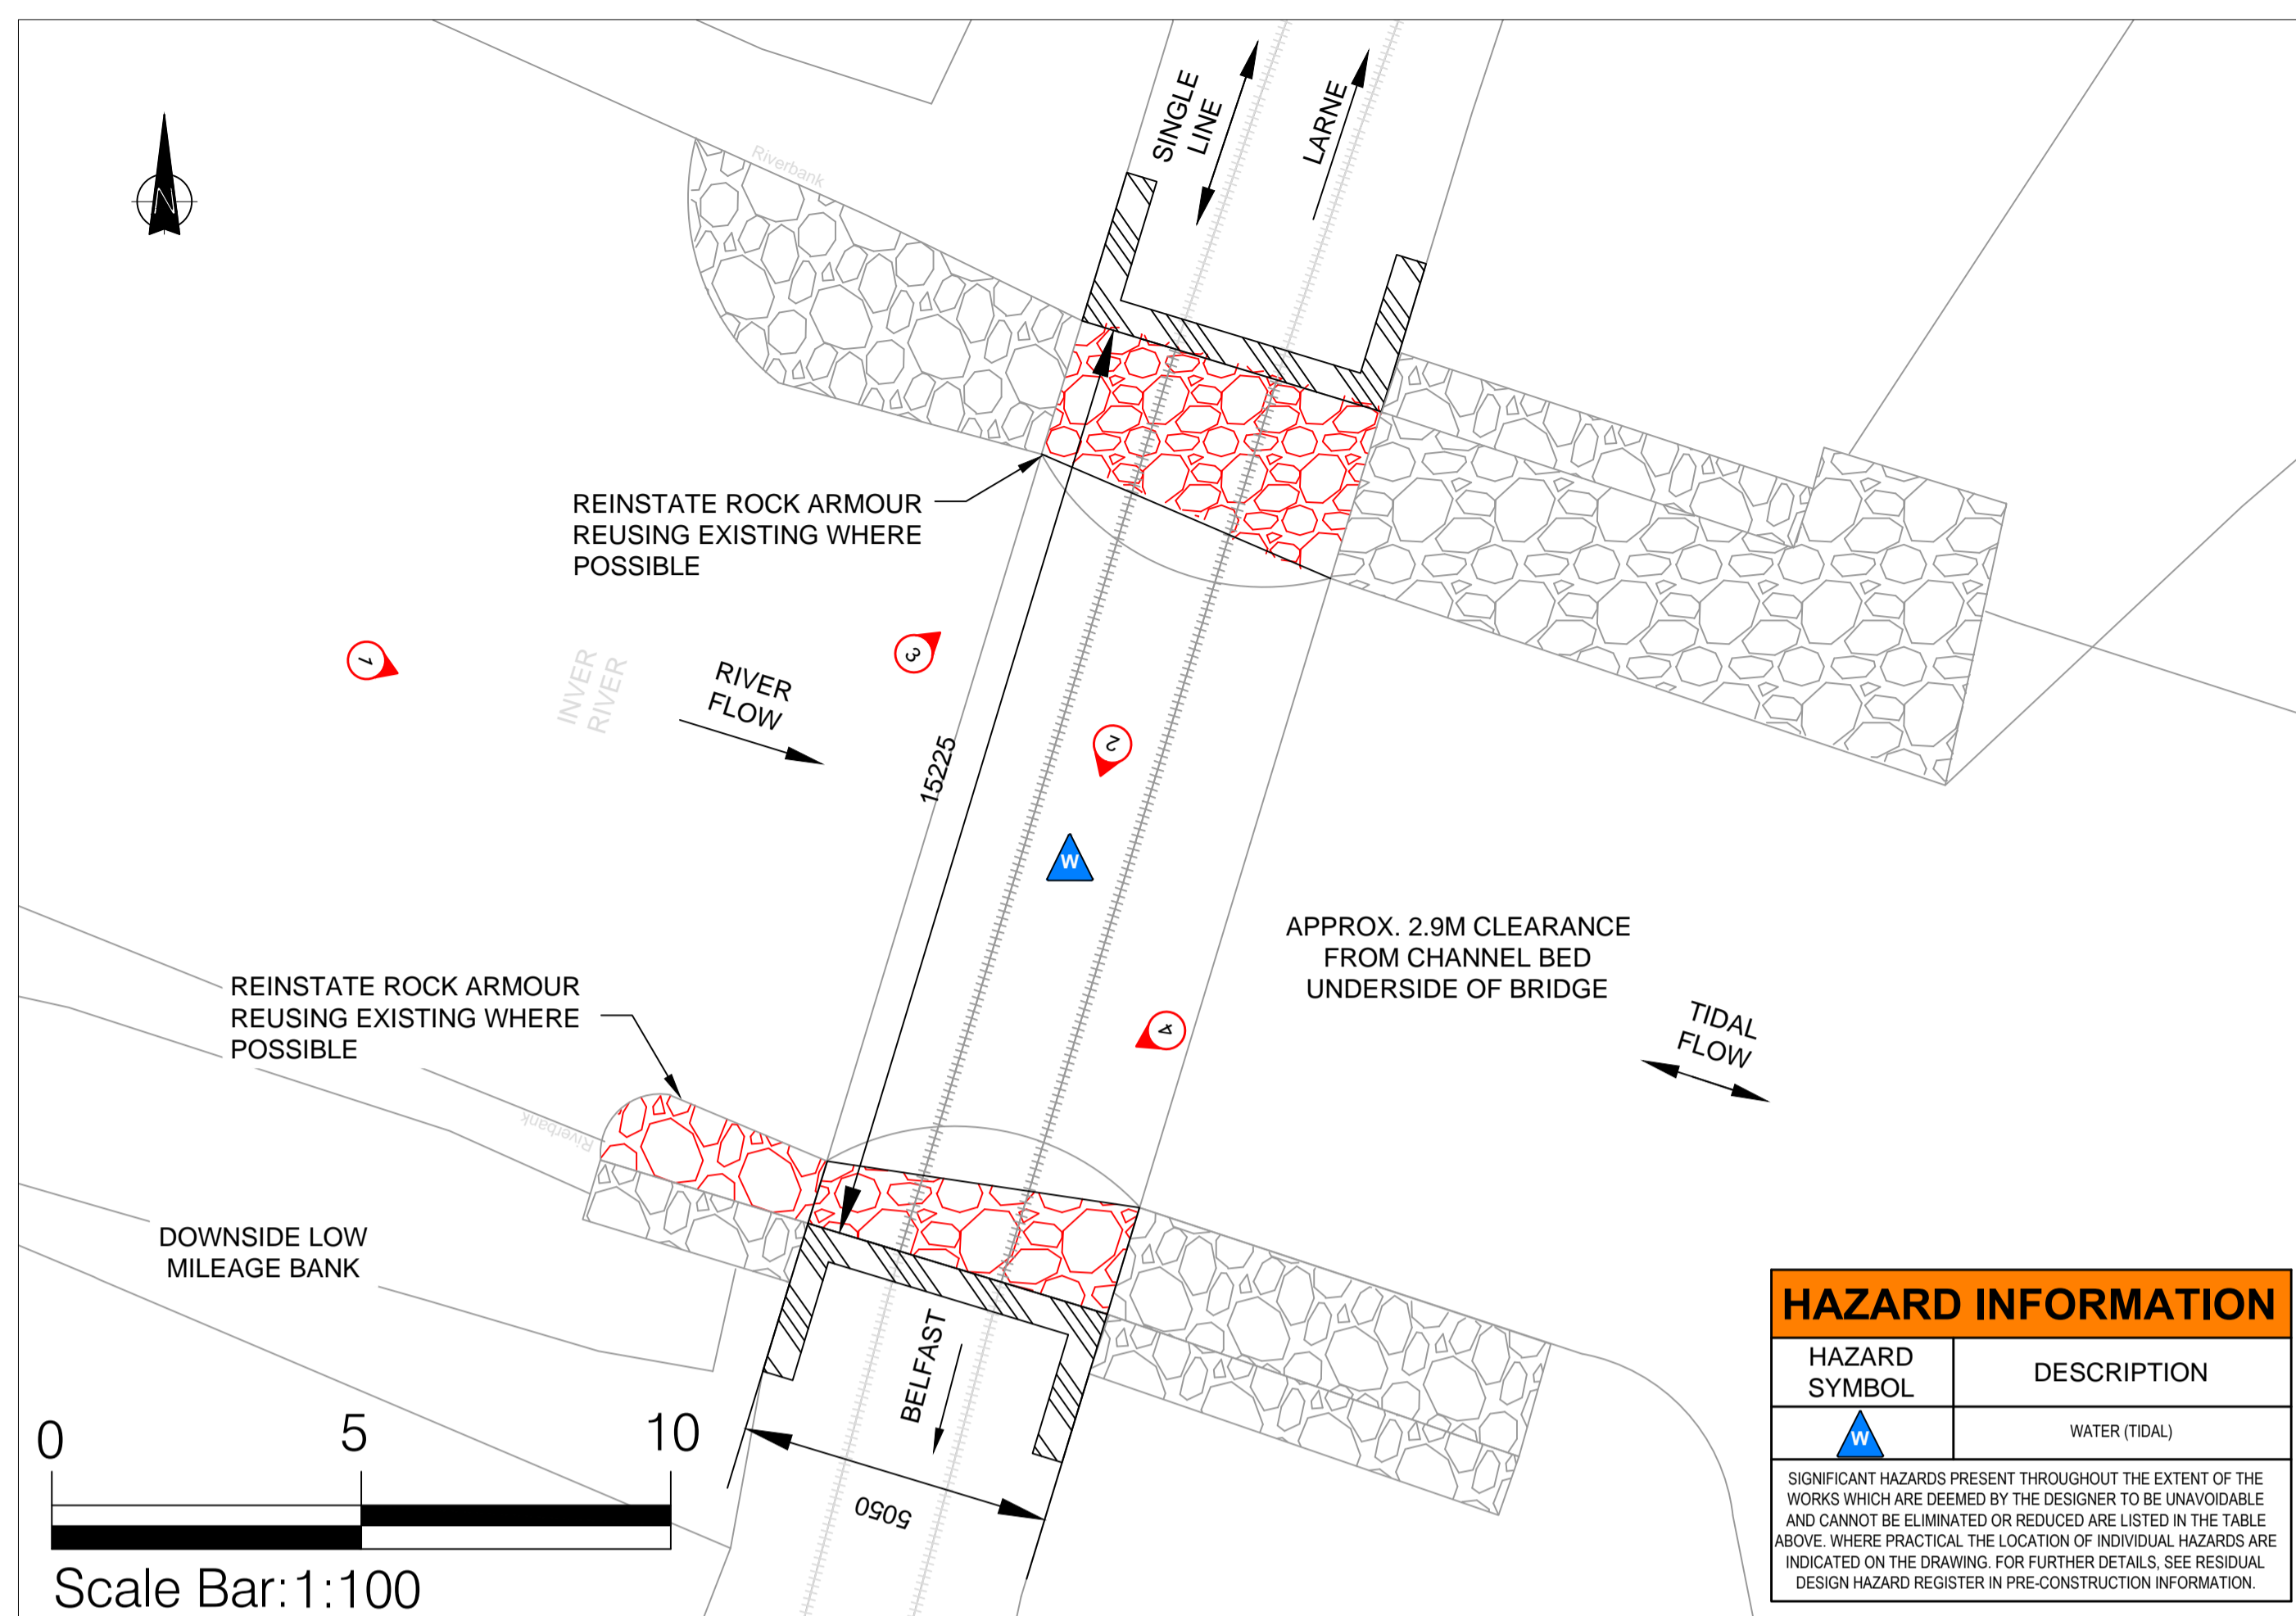 N
Riverbank
SINGLE
LINE
LARNE
REINSTATE ROCK ARMOUR
REUSING EXISTING WHERE
POSSIBLE
1
3
INVER
RIVER
RIVER
FLOW
2
15225
W
APPROX. 2.9M CLEARANCE
FROM CHANNEL BED
UNDERSIDE OF BRIDGE
REINSTATE ROCK ARMOUR
REUSING EXISTING WHERE
POSSIBLE
4
TIDAL
FLOW
Riverbank
DOWNSIDE LOW
MILEAGE BANK
BELFAST
5050
0 5 10
Scale Bar:1:100
HAZARD INFORMATION
HAZARD
SYMBOL
DESCRIPTION
W
WATER (TIDAL)
SIGNIFICANT HAZARDS PRESENT THROUGHOUT THE EXTENT OF THE
WORKS WHICH ARE DEEMED BY THE DESIGNER TO BE UNAVOIDABLE
AND CANNOT BE ELIMINATED OR REDUCED ARE LISTED IN THE TABLE
ABOVE. WHERE PRACTICAL THE LOCATION OF INDIVIDUAL HAZARDS ARE
INDICATED ON THE DRAWING. FOR FURTHER DETAILS, SEE RESIDUAL
DESIGN HAZARD REGISTER IN PRE-CONSTRUCTION INFORMATION.